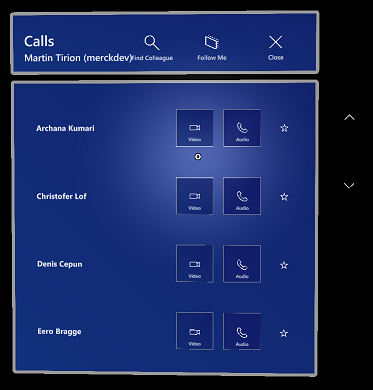 Calls
Martin Tirion (merckdev)
Find Colleague
Follow Me
Close
Archana Kumari
Video
Audio
Christofer Lof
Video
Audio
Denis Cepun
Video
Audio
Eero Bragge
Video
Audio